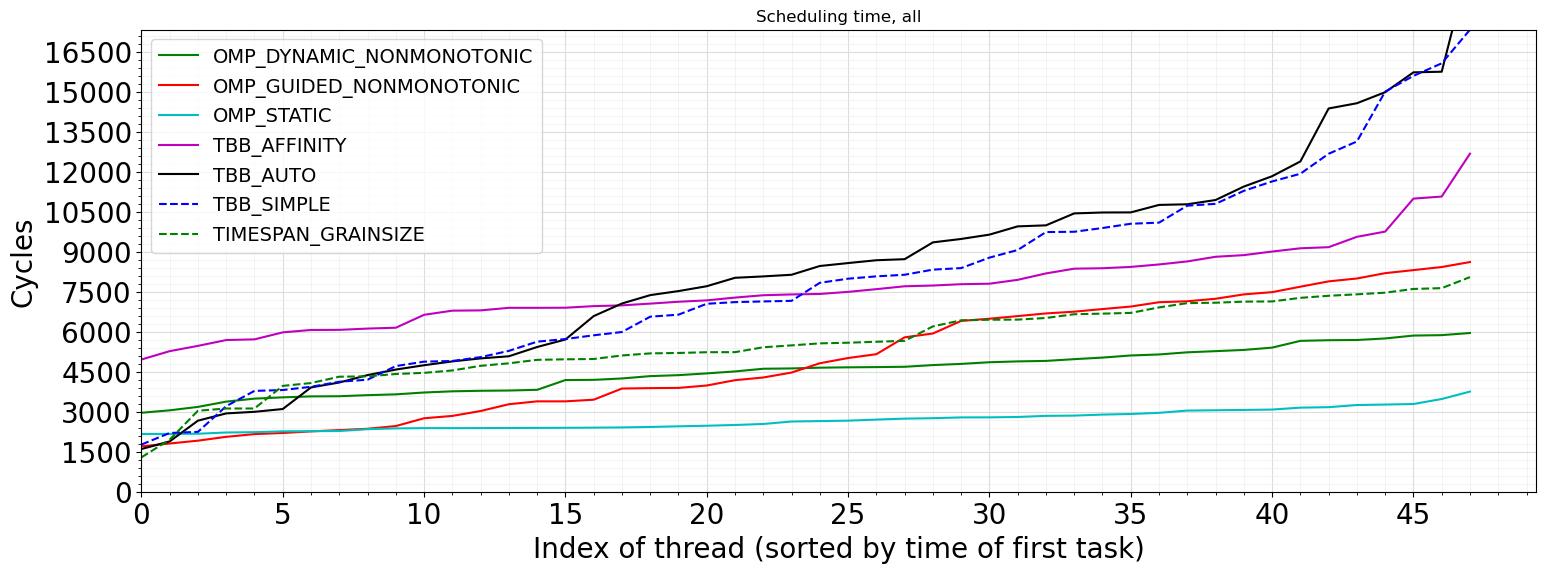 Scheduling time, all
OMP_DYNAMIC_NONMONOTONIC
OMP_GUIDED_NONMONOTONIC
OMP_STATIC
TBB_AFFINITY
TBB_AUTO
TBB_SIMPLE
TIMESPAN_GRAINSIZE
Cycles
16500
15000
13500
12000
10500
9000
7500
6000
4500
3000
1500
0
0 5 10 15 20 25 30 35 40 45
Index of thread (sorted by time of first task)